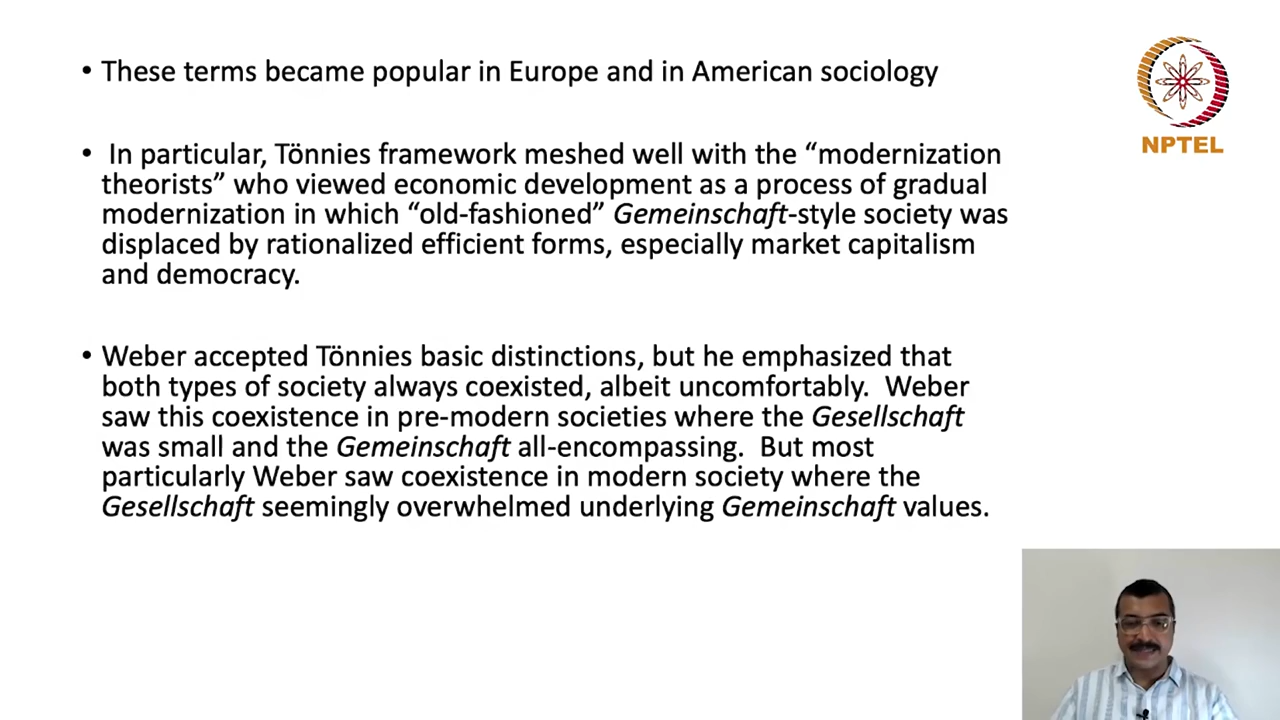 • These terms became popular in Europe and in American sociology
• In particular, Tönnies framework meshed well with the “modernization
theorists” who viewed economic development as a process of gradual
modernization in which “old-fashioned” Gemeinschaft-style society was
displaced by rationalized efficient forms, especially market capitalism
and democracy.
• Weber accepted Tönnies basic distinctions, but he emphasized that
both types of society always coexisted, albeit uncomfortably.  Weber
saw this coexistence in pre-modern societies where the Gesellschaft
was small and the Gemeinschaft all-encompassing.  But most
particularly Weber saw coexistence in modern society where the
Gesellschaft seemingly overwhelmed underlying Gemeinschaft values.
NPTEL